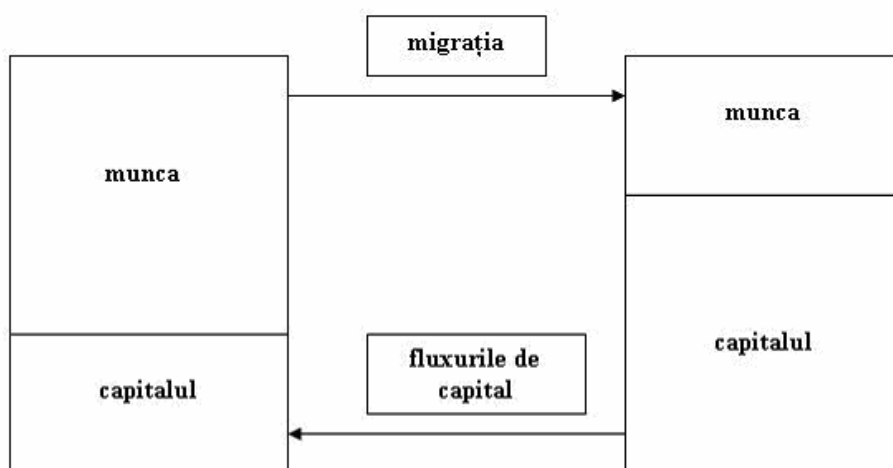 migrația
munca
munca
capitalul
fluxurile de
capital
capitalul